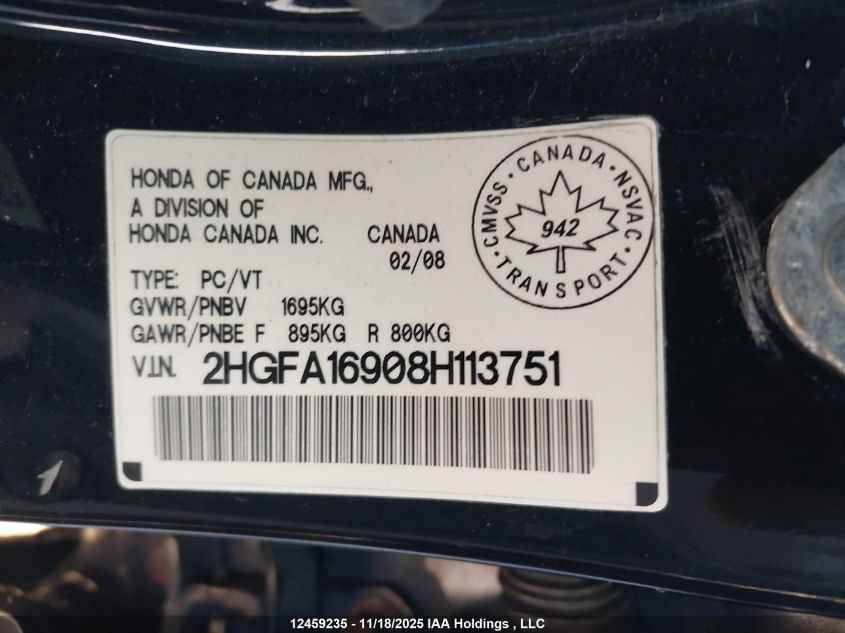 HONDA OF CANADA MFG.,
A DIVISION OF
HONDA CANADA INC. CANADA
02/08
TYPE: PC/VT
GVWR/PNBV 1695KG
GAWR/PNBE F 895KG R 800KG
V.I.N. 2HGFA16908H113751
CMVSS · CANADA · NSVAC
942
TRANSPORT
1
12459235 - 11/18/2025 IAA Holdings , LLC